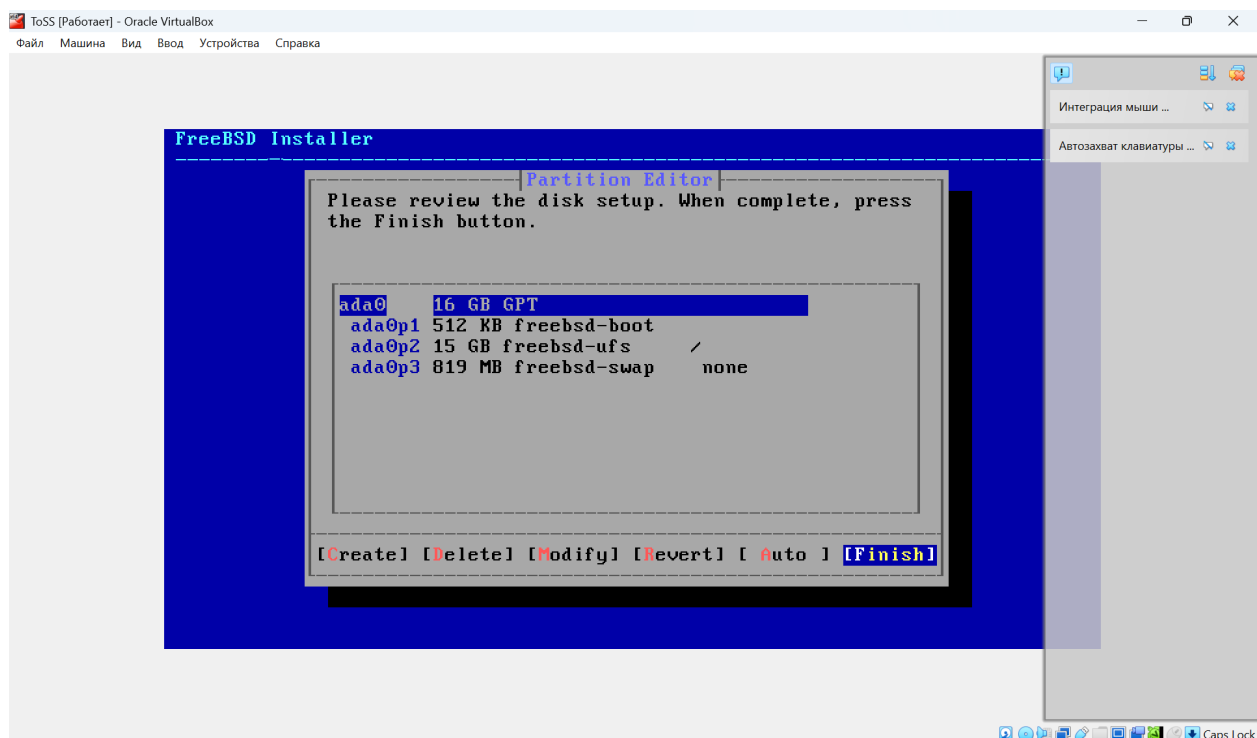 ToSS [Работает] - Oracle VirtualBox
Файл Машина Вид Ввод Устройства Справка
Интеграция мыши ...
Автозахват клавиатуры ...
FreeBSD Installer
Partition Editor
Please review the disk setup. When complete, press
the Finish button.
ada0 16 GB GPT
ada0p1 512 KB freebsd-boot
ada0p2 15 GB freebsd-ufs /
ada0p3 819 MB freebsd-swap none
[Create] [Delete] [Modify] [Revert] [ Auto ] [Finish]
Caps Lock